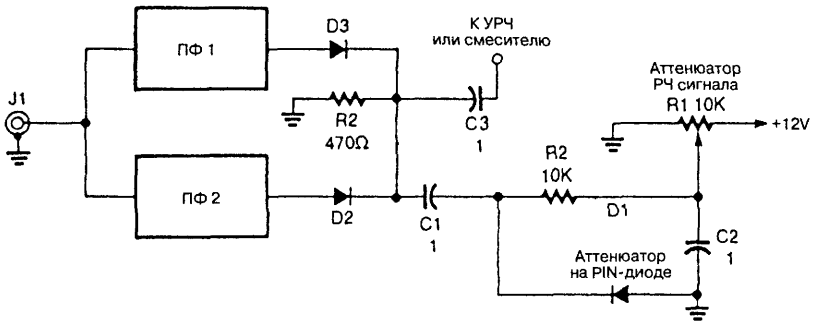 К УРЧ
или смесителю
D3
ПФ 1
Аттенюатор
РЧ сигнала
R1 10K
J1
R2
470Ω
C3
1
+12V
R2
10K
ПФ 2
D2
C1
1
D1
C2
1
Аттенюатор
на PIN-диоде